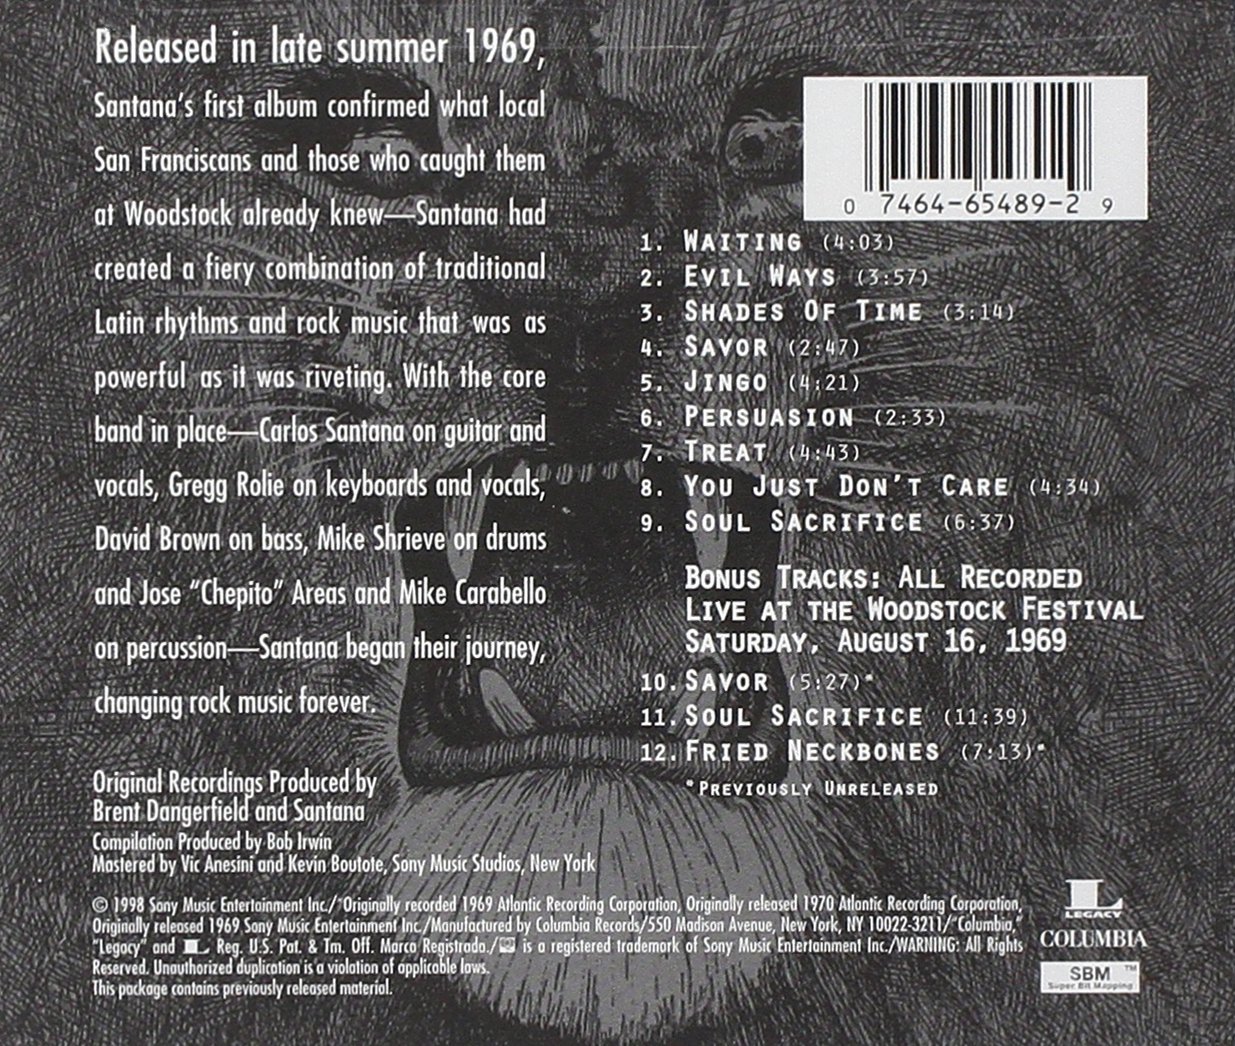 Released in late summer 1969,
Santana's first album confirmed what local
San Franciscans and those who caught them
at Woodstock already knew—Santana had
created a fiery combination of traditional
Latin rhythms and rock music that was as
powerful as it was riveting. With the core
band in place—Carlos Santana on guitar and
vocals, Gregg Rolie on keyboards and vocals,
David Brown on bass, Mike Shrieve on drums
and Jose "Chepito" Areas and Mike Carabello
on percussion—Santana began their journey,
changing rock music forever.
Original Recordings Produced by
Brent Dangerfield and Santana
Compilation Produced by Bob Irwin
Mastered by Vic Anesini and Kevin Boutote, Sony Music Studios, New York
0 7464-65489-2 9
1. WAITING (4:03)
2. EVIL WAYS (3:57)
3. SHADES OF TIME (3:14)
4. SAVOR (2:47)
5. JINGO (4:21)
6. PERSUASION (2:33)
7. TREAT (4:43)
8. YOU JUST DON'T CARE (4:34)
9. SOUL SACRIFICE (6:37)
BONUS TRACKS: ALL RECORDED
LIVE AT THE WOODSTOCK FESTIVAL
SATURDAY, AUGUST 16, 1969
10. SAVOR (5:27)*
11. SOUL SACRIFICE (11:39)
12. FRIED NECKBONES (7:13)*
*PREVIOUSLY UNRELEASED
© 1998 Sony Music Entertainment Inc./℗Originally recorded 1969 Atlantic Recording Corporation, Originally released 1970 Atlantic Recording Corporation,
Originally released 1969 Sony Music Entertainment Inc./Manufactured by Columbia Records/550 Madison Avenue, New York, NY 10022-3211/"Columbia,"
"Legacy" and L Reg. U.S. Pat. & Tm. Off. Marca Registrada./ is a registered trademark of Sony Music Entertainment Inc./WARNING: All Rights
Reserved. Unauthorized duplication is a violation of applicable laws.
This package contains previously released material.
L
LEGACY
COLUMBIA
SBM™
Super Bit Mapping